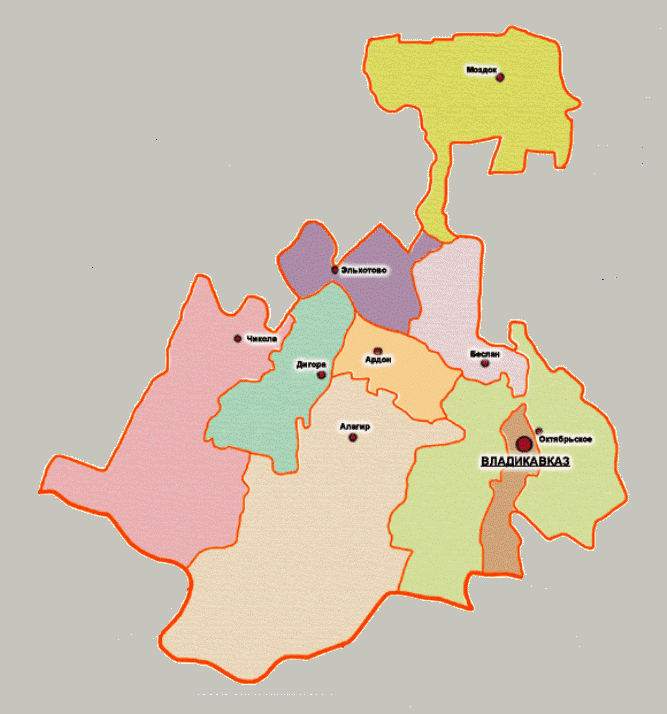 Моздок
Эльхотово
Чикола
Беслан
Ардон
Дигора
Алагир
Октябрьское
ВЛАДИКАВКАЗ